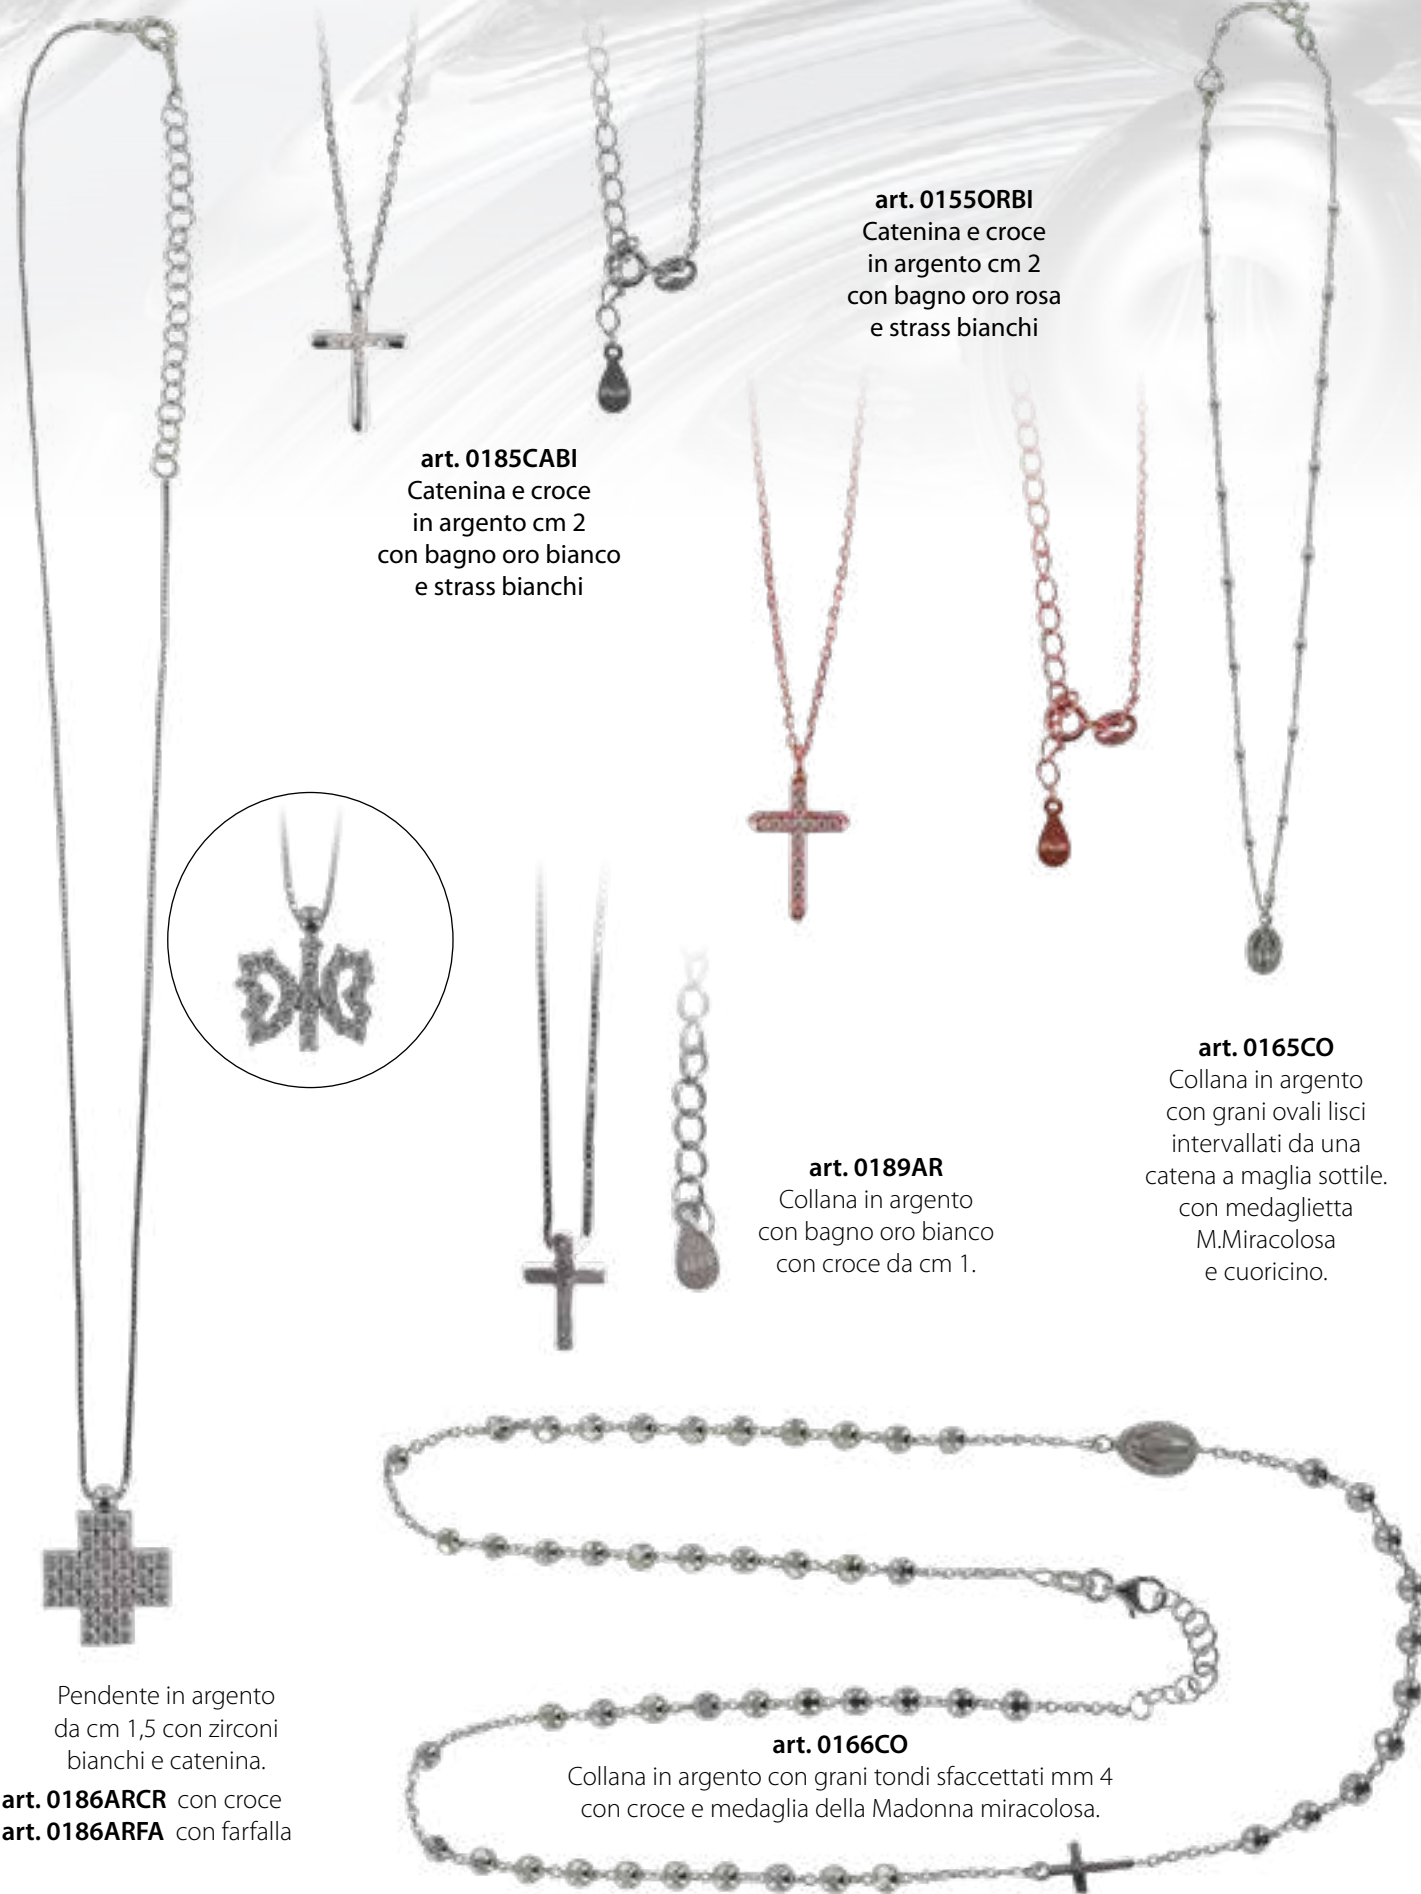 art. 0155ORBI
Catenina e croce
in argento cm 2
con bagno oro rosa
e strass bianchi
art. 0185CABI
Catenina e croce
in argento cm 2
con bagno oro bianco
e strass bianchi
art. 0165CO
Collana in argento
con grani ovali lisci
intervallati da una
catena a maglia sottile.
con medaglietta
M.Miracolosa
e cuoricino.
art. 0189AR
Collana in argento
con bagno oro bianco
con croce da cm 1.
Pendente in argento
da cm 1,5 con zirconi
bianchi e catenina.
art. 0186ARCR con croce
art. 0186ARFA con farfalla
art. 0166CO
Collana in argento con grani tondi sfaccettati mm 4
con croce e medaglia della Madonna miracolosa.